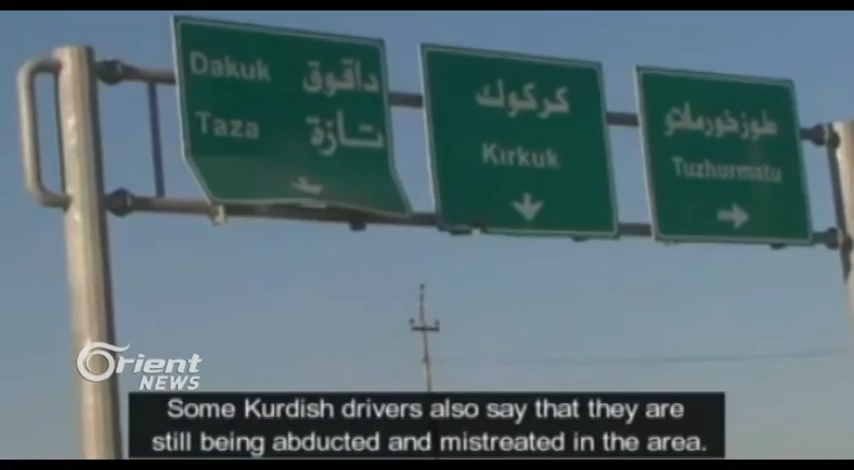 Dakuk داقوق
Taza تازة
كركوك
Kirkuk
طوزخورماتو
Tuzhurmatu
Orient
NEWS
Some Kurdish drivers also say that they are
still being abducted and mistreated in the area.